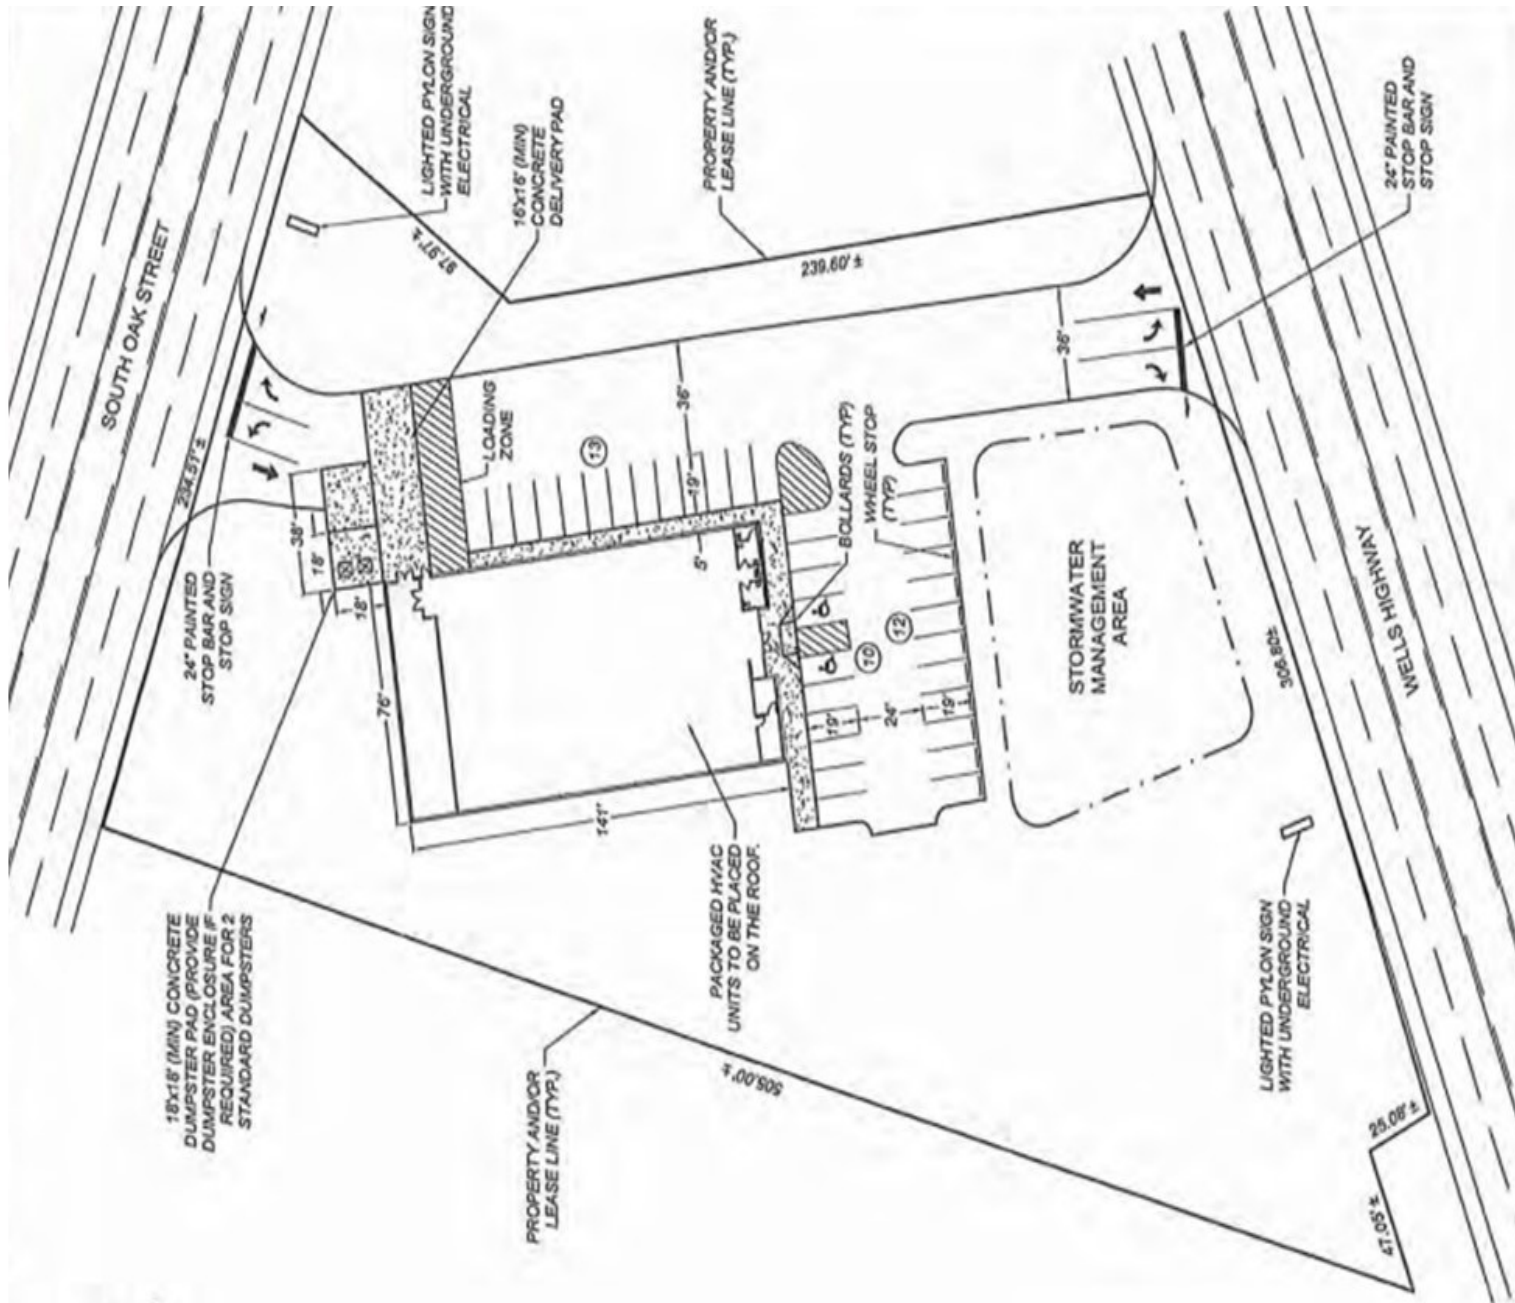 SOUTH OAK STREET
LIGHTED PYLON SIGN
WITH UNDERGROUND
ELECTRICAL
16'x16' (MIN)
CONCRETE
DELIVERY PAD
PROPERTY AND/OR
LEASE LINE (TYP.)
24" PAINTED
STOP BAR AND
STOP SIGN
97.97' ±
239.60' ±
234.51' ±
36'
LOADING
ZONE
13
36'
19'
38'
18'
18'
5'
BOLLARDS (TYP)
WHEEL STOP
(TYP)
24" PAINTED
STOP BAR AND
STOP SIGN
76'
10
12
19'
24'
19'
STORMWATER
MANAGEMENT
AREA
306.80±
WELLS HIGHWAY
141'
PACKAGED HVAC
UNITS TO BE PLACED
ON THE ROOF.
18'x18' (MIN) CONCRETE
DUMPSTER PAD (PROVIDE
DUMPSTER ENCLOSURE IF
REQUIRED) AREA FOR 2
STANDARD DUMPSTERS
LIGHTED PYLON SIGN
WITH UNDERGROUND
ELECTRICAL
505.00' ±
PROPERTY AND/OR
LEASE LINE (TYP.)
25.08' ±
47.05' ±